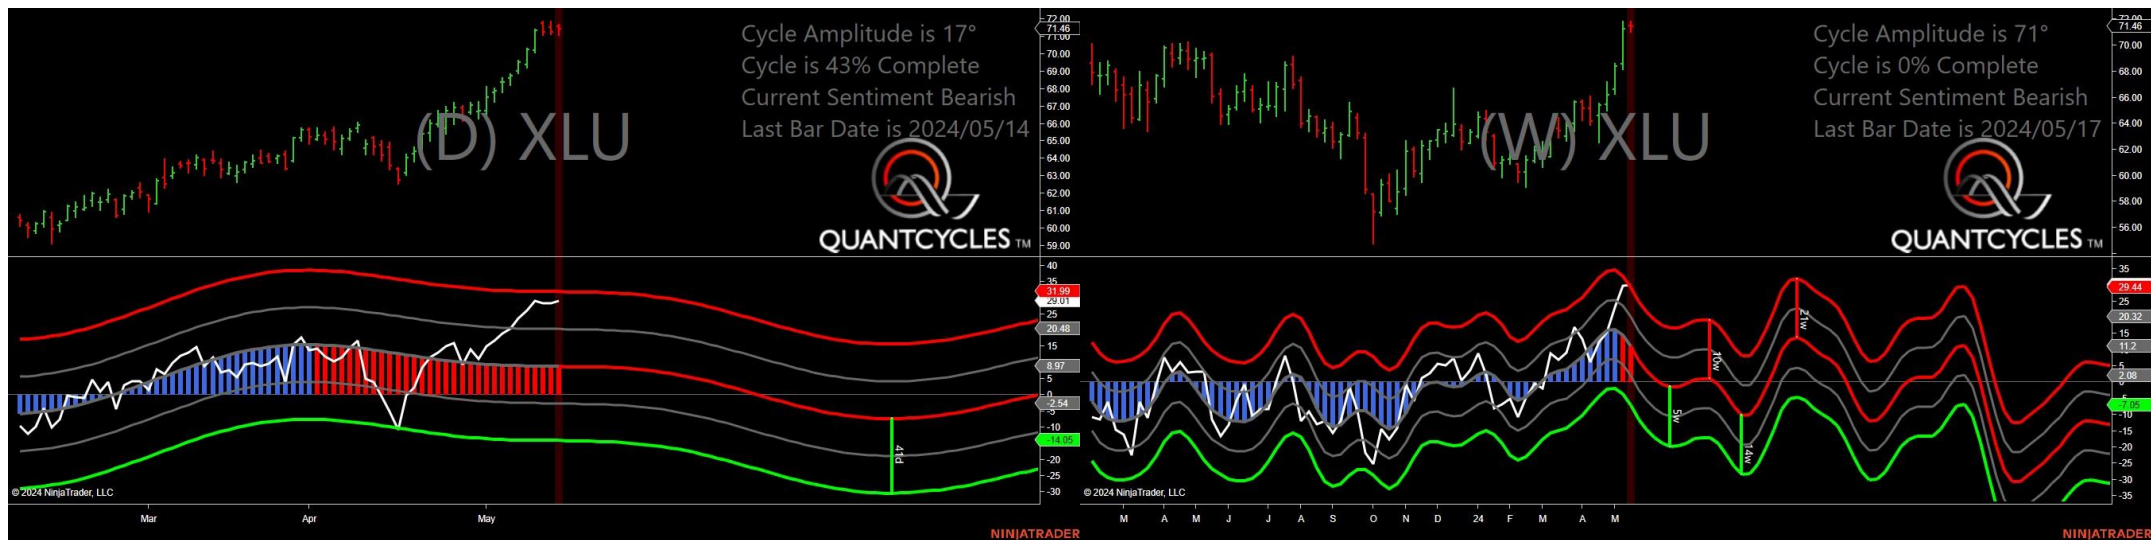 Cycle Amplitude is 17°
Cycle is 43% Complete
Current Sentiment Bearish
Last Bar Date is 2024/05/14
(D) XLU
QUANTCYCLES TM
72.00
71.46
71.00
70.00
69.00
68.00
67.00
66.00
65.00
64.00
63.00
62.00
61.00
60.00
59.00
40
35
31.99
29.01
20.48
15
8.97
5
0
-2.54
-5
-10
-14.05
-20
-25
-30
41d
© 2024 NinjaTrader, LLC
Mar Apr May
NINJATRADER
Cycle Amplitude is 71°
Cycle is 0% Complete
Current Sentiment Bearish
Last Bar Date is 2024/05/17
(W) XLU
QUANTCYCLES TM
72.00
71.46
70.00
68.00
66.00
64.00
62.00
60.00
58.00
56.00
35
29.44
25
20.32
15
11.2
5
2.08
0
-7.05
-10
-15
-20
-25
-30
-35
5w
14w
21w
© 2024 NinjaTrader, LLC
M A M J J A S O N D 24 F M A M
NINJATRADER